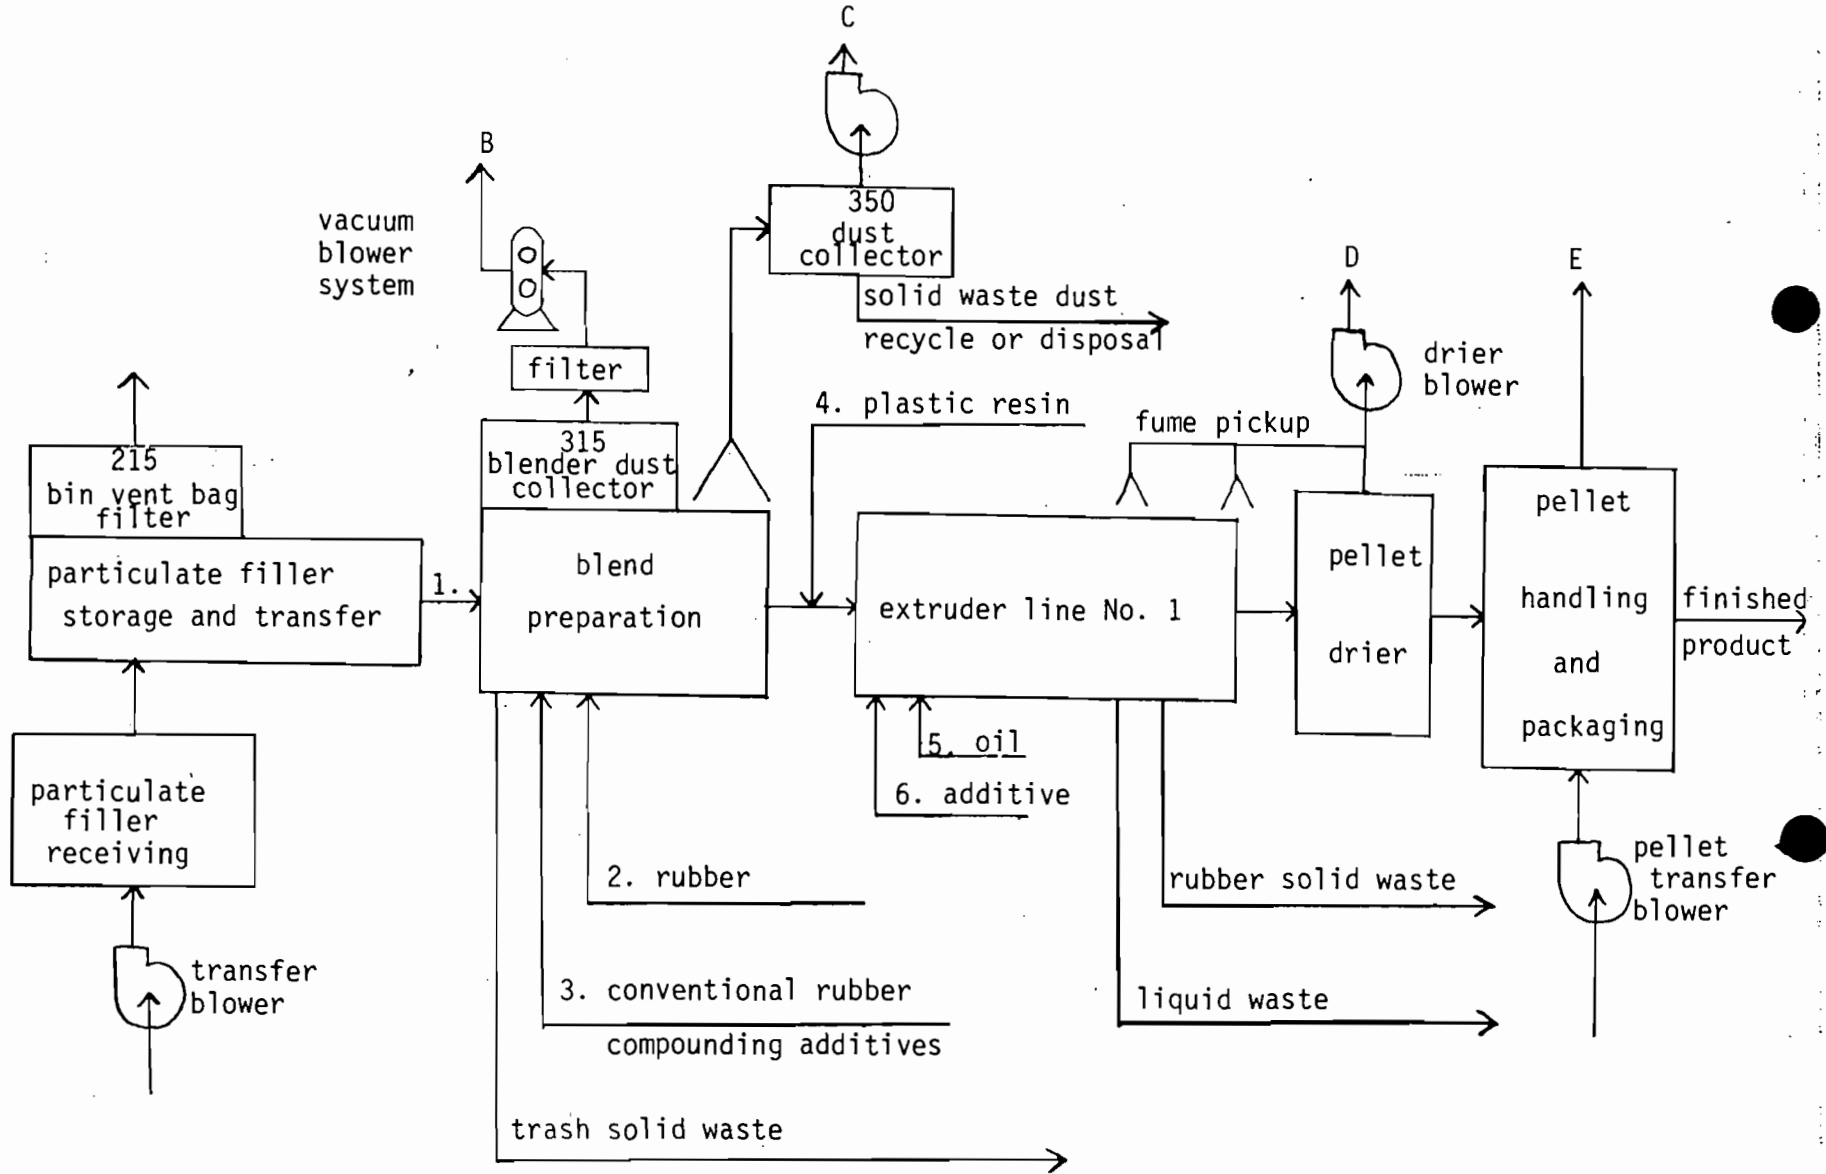 C
B
vacuum
blower
system
350
dust
collector
solid waste dust
recycle or disposal
D
E
drier
blower
filter
4. plastic resin
fume pickup
215
bin vent bag
filter
315
blender dust
collector
particulate filler
storage and transfer
1.
blend
preparation
extruder line No. 1
pellet
drier
pellet
handling
and
packaging
finished
product
5. oil
6. additive
particulate
filler
receiving
2. rubber
rubber solid waste
pellet
transfer
blower
transfer
blower
3. conventional rubber
compounding additives
liquid waste
trash solid waste